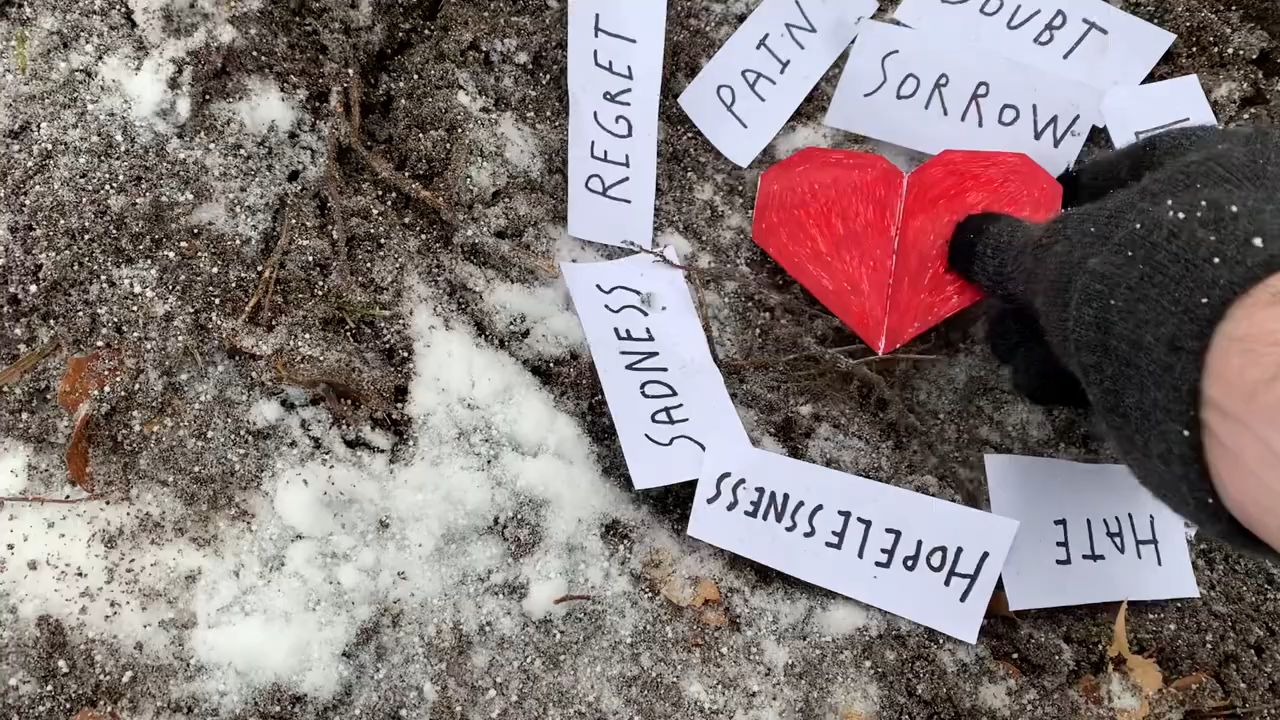 REGRET
PAIN
DOUBT
SORROW
SADNESS
HOPELESSNESS
HATE